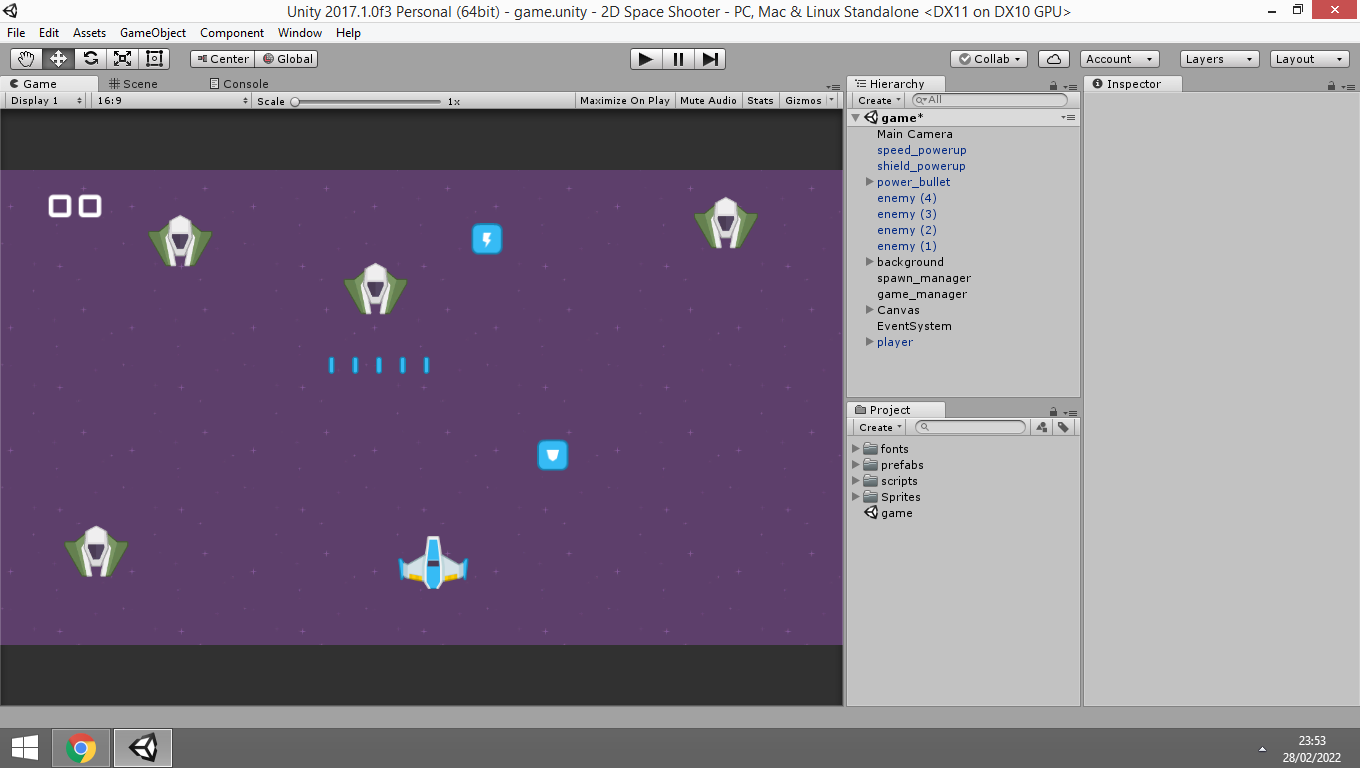 Unity 2017.1.0f3 Personal (64bit) - game.unity - 2D Space Shooter - PC, Mac & Linux Standalone <DX11 on DX10 GPU>
File Edit Assets GameObject Component Window Help
Center Global Collab Account Layers Layout
Game Scene Console
Display 1 16:9 Scale 1x Maximize On Play Mute Audio Stats Gizmos
00
Hierarchy
Create All
game*
Main Camera
speed_powerup
shield_powerup
power_bullet
enemy (4)
enemy (3)
enemy (2)
enemy (1)
background
spawn_manager
game_manager
Canvas
EventSystem
player
Project
Create
fonts
prefabs
scripts
Sprites
game
Inspector
23:53
28/02/2022